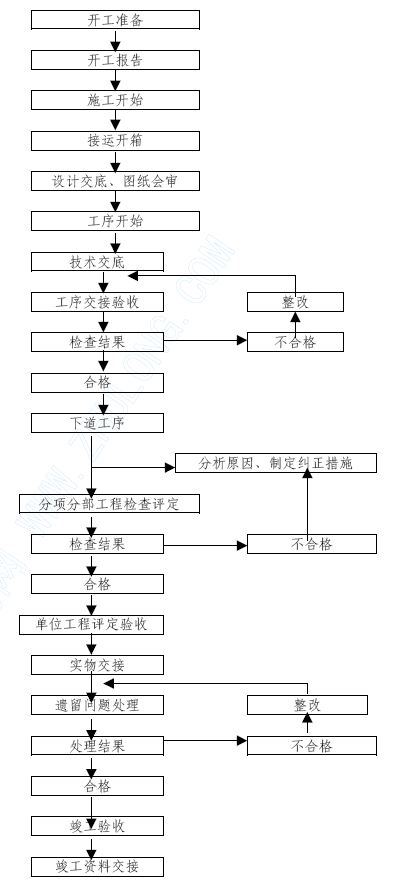 开工准备
开工报告
施工开始
接运开箱
设计交底、图纸会审
工序开始
技术交底
工序交接验收
整改
检查结果
不合格
合格
下道工序
分析原因、制定纠正措施
分项分部工程检查评定
检查结果
不合格
合格
单位工程评定验收
实物交接
遗留问题处理
整改
处理结果
不合格
合格
竣工验收
竣工资料交接